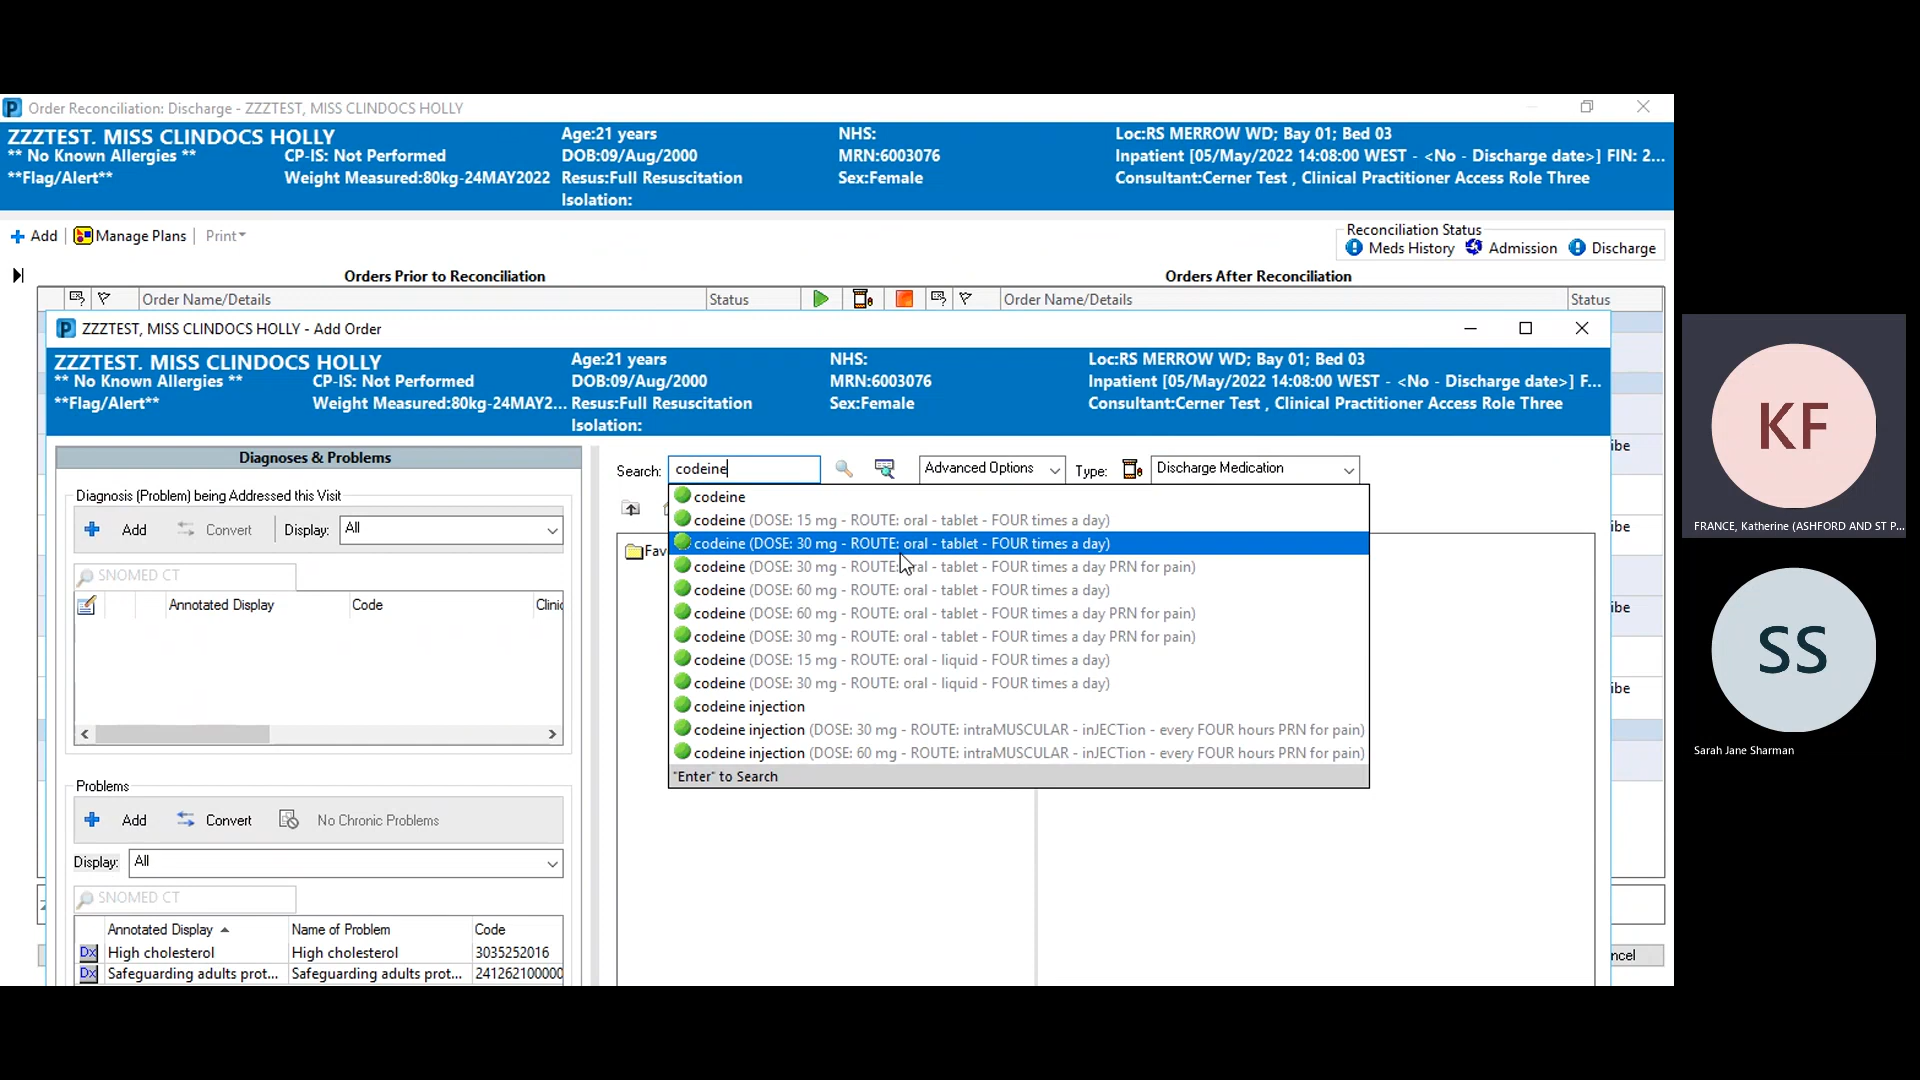 Order Reconciliation: Discharge - ZZZTEST, MISS CLINDOCS HOLLY
ZZZTEST. MISS CLINDOCS HOLLY Age:21 years NHS: Loc:RS MERROW WD; Bay 01; Bed 03
** No Known Allergies ** CP-IS: Not Performed DOB:09/Aug/2000 MRN:6003076 Inpatient [05/May/2022 14:08:00 WEST - <No - Discharge date>] FIN: 2...
**Flag/Alert** Weight Measured:80kg-24MAY2022 Resus:Full Resuscitation Sex:Female Consultant:Cerner Test , Clinical Practitioner Access Role Three
Isolation:
Add Manage Plans Print
Reconciliation Status
Meds History Admission Discharge
Orders Prior to Reconciliation Orders After Reconciliation
Order Name/Details Status Order Name/Details Status
ZZZTEST, MISS CLINDOCS HOLLY - Add Order
ZZZTEST. MISS CLINDOCS HOLLY Age:21 years NHS: Loc:RS MERROW WD; Bay 01; Bed 03
** No Known Allergies ** CP-IS: Not Performed DOB:09/Aug/2000 MRN:6003076 Inpatient [05/May/2022 14:08:00 WEST - <No - Discharge date>] F...
**Flag/Alert** Weight Measured:80kg-24MAY2... Resus:Full Resuscitation Sex:Female Consultant:Cerner Test , Clinical Practitioner Access Role Three
Isolation:
Diagnoses & Problems
Diagnosis (Problem) being Addressed this Visit
Add Convert Display: All
SNOMED CT
Annotated Display Code Clinic
Problems
Add Convert No Chronic Problems
Display: All
SNOMED CT
Annotated Display Name of Problem Code
Dx High cholesterol High cholesterol 3035252016
Dx Safeguarding adults prot... Safeguarding adults prot... 241262100000
Search: codeine Advanced Options Type: Discharge Medication
Fav
codeine
codeine (DOSE: 15 mg - ROUTE: oral - tablet - FOUR times a day)
codeine (DOSE: 30 mg - ROUTE: oral - tablet - FOUR times a day)
codeine (DOSE: 30 mg - ROUTE: oral - tablet - FOUR times a day PRN for pain)
codeine (DOSE: 60 mg - ROUTE: oral - tablet - FOUR times a day)
codeine (DOSE: 60 mg - ROUTE: oral - tablet - FOUR times a day PRN for pain)
codeine (DOSE: 30 mg - ROUTE: oral - tablet - FOUR times a day PRN for pain)
codeine (DOSE: 15 mg - ROUTE: oral - liquid - FOUR times a day)
codeine (DOSE: 30 mg - ROUTE: oral - liquid - FOUR times a day)
codeine injection
codeine injection (DOSE: 30 mg - ROUTE: intraMUSCULAR - inJECTion - every FOUR hours PRN for pain)
codeine injection (DOSE: 60 mg - ROUTE: intraMUSCULAR - inJECTion - every FOUR hours PRN for pain)
"Enter" to Search
ibe
ibe
ibe
ibe
ncel
KF
FRANCE, Katherine (ASHFORD AND ST P...
SS
Sarah Jane Sharman